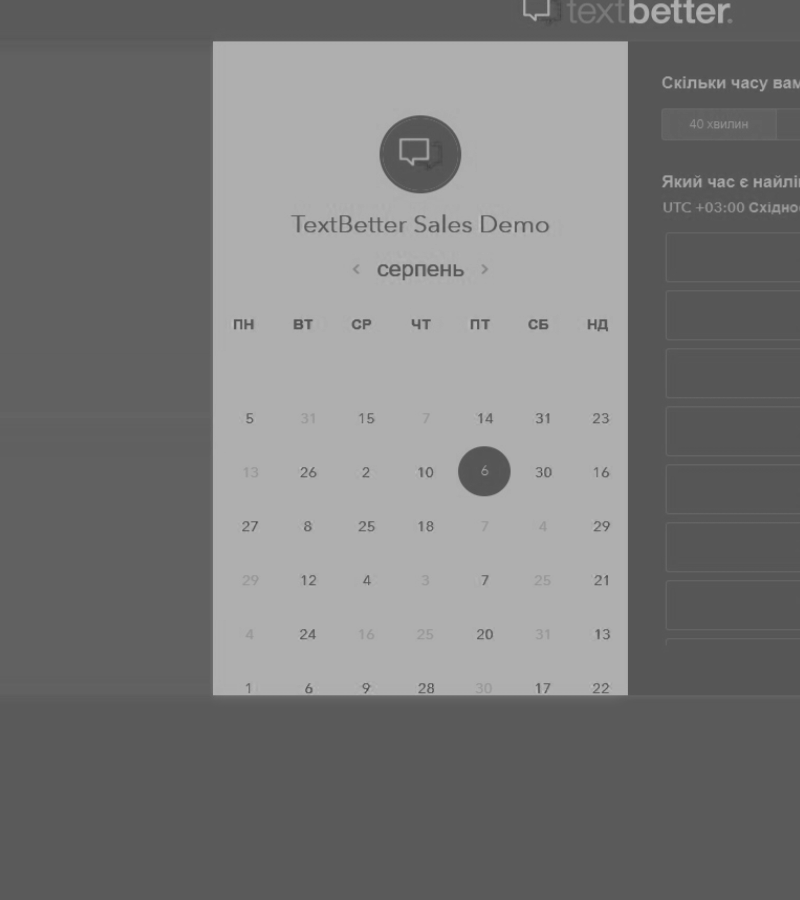 textbetter.
TextBetter Sales Demo
‹ серпень ›
ПН ВТ СР ЧТ ПТ СБ НД
5 31 15 7 14 31 23
13 26 2 10 6 30 16
27 8 25 18 7 4 29
29 12 4 3 7 25 21
4 24 16 25 20 31 13
1 6 9 28 30 17 22
Скільки часу вам
40 хвилин
Який час є найлі
UTC +03:00 Східно